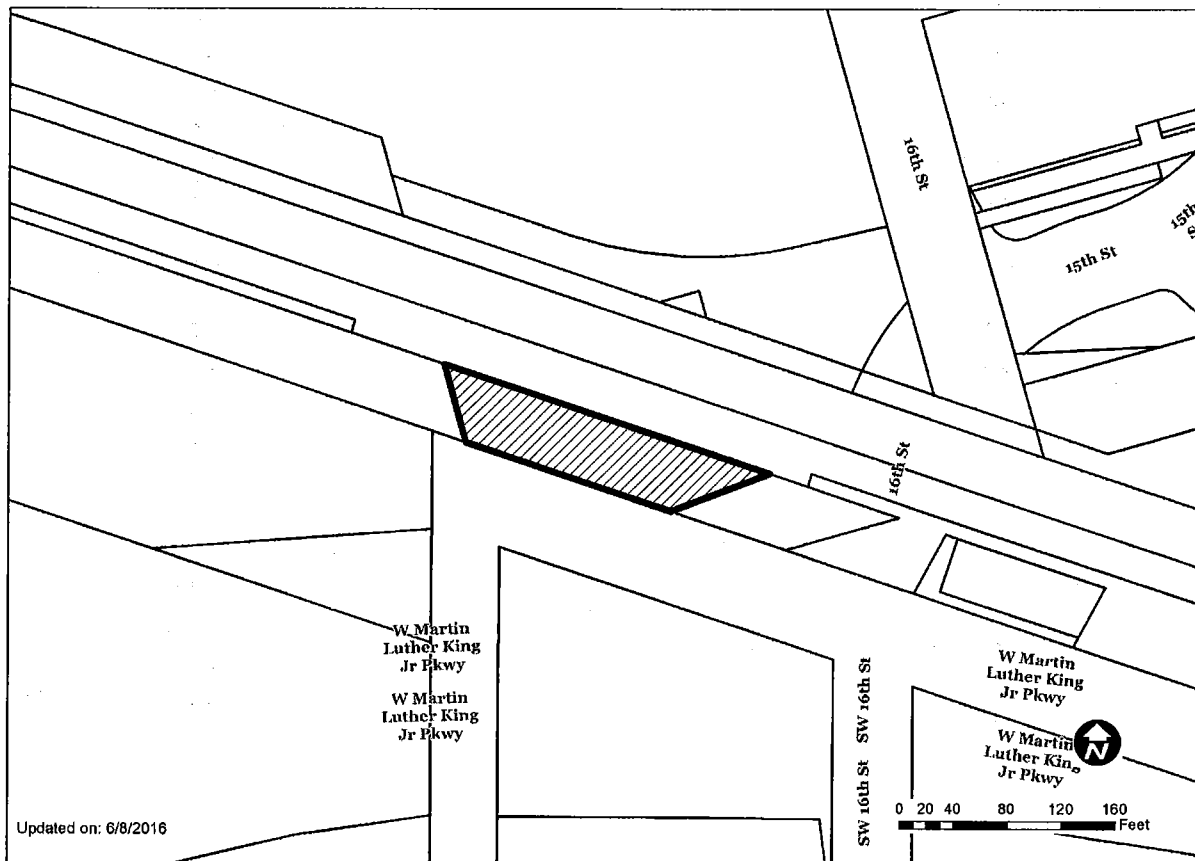 16th St
15th
S
15th St
16th St
W Martin
Luther King
Jr Pkwy
W Martin
Luther King
Jr Pkwy
SW 16th St
SW 16th St
W Martin
Luther King
Jr Pkwy
W Martin
Luther King
Jr Pkwy
N
0 20 40 80 120 160
Feet
Updated on: 6/8/2016